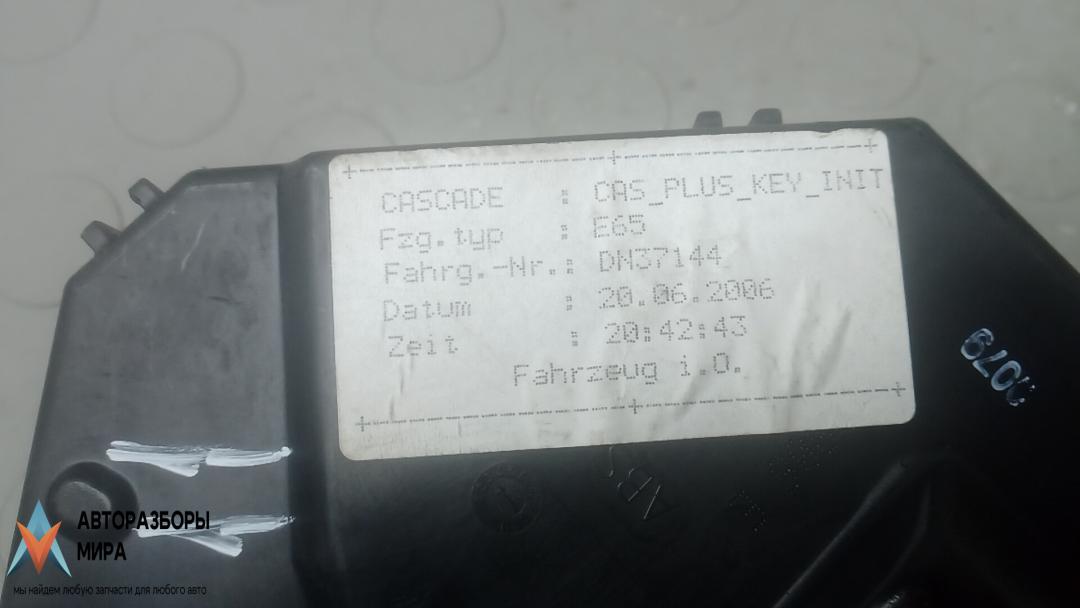 CASCADE : CAS_PLUS_KEY_INIT
Fzg.typ : E65
Fahrg.-Nr.: DN37144
Datum : 20.06.2006
Zeit : 20:42:43
Fahrzeug i.O.
АВТОРАЗБОРЫ
МИРА
мы найдем любую запчасти для любого авто